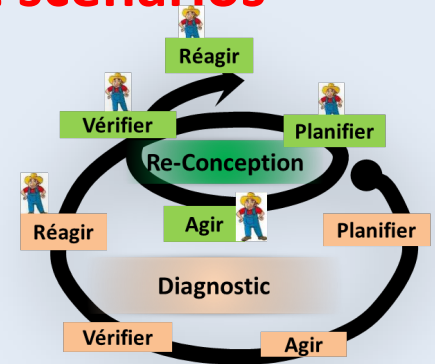 scénarios
Réagir
Vérifier
Planifier
Re-Conception
Agir
Réagir
Planifier
Diagnostic
Vérifier
Agir